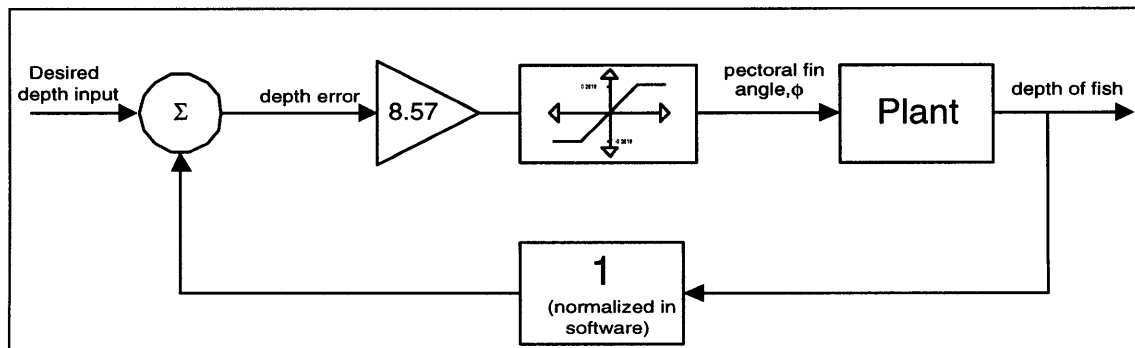 Desired
depth input
Σ
depth error
8.57
pectoral fin
angle,ϕ
Plant
depth of fish
1
(normalized in
software)